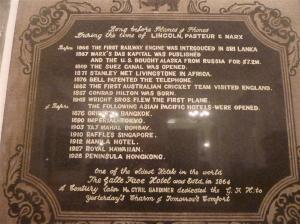 Long before Planes & Phones
During the time of LINCOLN, PASTEUR & MARX
Before 1865 THE FIRST RAILWAY ENGINE WAS INTRODUCED IN SRI LANKA
1867 MARX'S DAS KAPITAL WAS PUBLISHED
AND THE U.S. BOUGHT ALASKA FROM RUSSIA FOR $7.2M.
1869 THE SUEZ CANAL WAS OPENED.
1871 STANLEY MET LIVINGSTONE IN AFRICA.
1876 BELL PATENTED THE TELEPHONE.
1882 THE FIRST AUSTRALIAN CRICKET TEAM VISITED ENGLAND.
1887 CONRAD HILTON WAS BORN.
1903 WRIGHT BROS. FLEW THE FIRST PLANE.
& Before THE FOLLOWING ASIAN PACIFIC HOTELS WERE OPENED.
1876 ORIENTAL BANGKOK.
1890 IMPERIAL TOKYO.
1903 TAJ MAHAL BOMBAY.
1910 RAFFLES SINGAPORE.
1912 MANILA HOTEL.
1927 ROYAL HAWAIIAN.
1928 PENINSULA HONGKONG.
One of the oldest Hotels in the world
The Galle Face Hotel was Built in 1864
A Century later Mr. CYRIL GARDINER dedicated the G.F.H. to
Yesterday's Charm & Tomorrow's Comfort